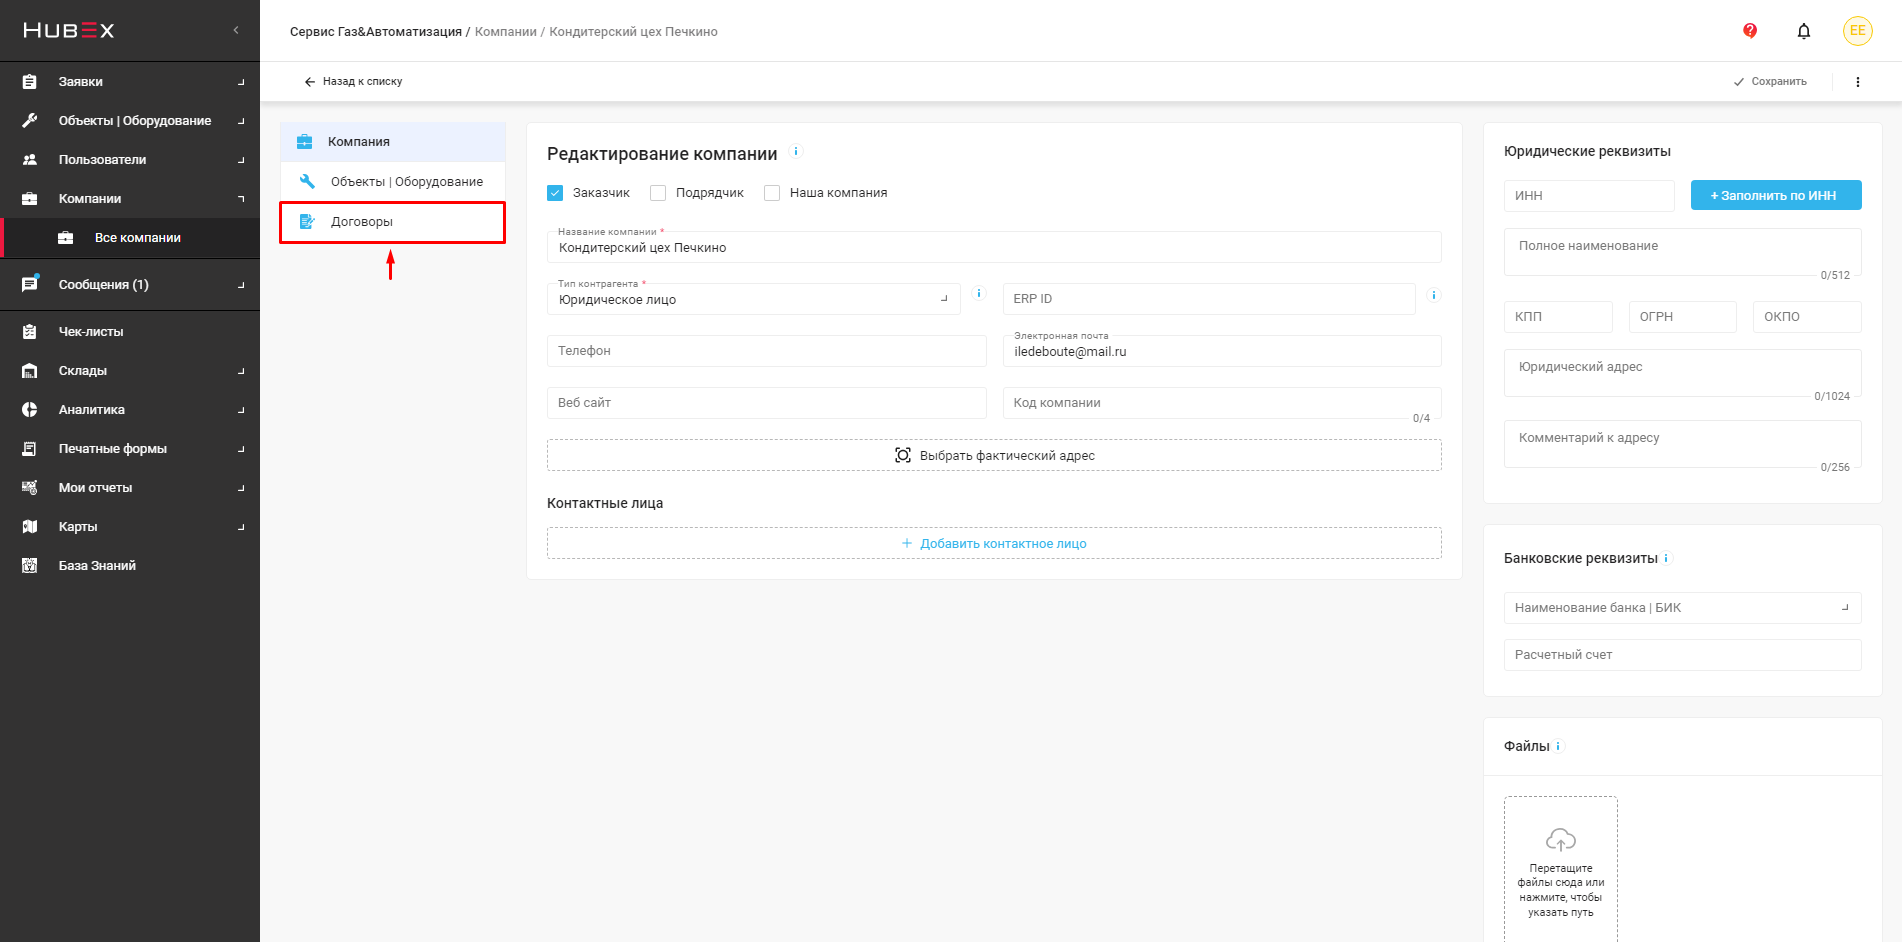 HUBEX
Заявки
Объекты | Оборудование
Пользователи
Компании
Все компании
Сообщения (1)
Чек-листы
Склады
Аналитика
Печатные формы
Мои отчеты
Карты
База Знаний
Сервис Газ&Автоматизация / Компании / Кондитерский цех Печкино
?
EE
Назад к списку
Сохранить
Компания
Объекты | Оборудование
Договоры
Редактирование компании i
Заказчик Подрядчик Наша компания
Название компании *
Кондитерский цех Печкино
Тип контрагента *
Юридическое лицо i
ERP ID i
Телефон
Электронная почта
iledeboute@mail.ru
Веб сайт
Код компании
0/4
Выбрать фактический адрес
Контактные лица
+ Добавить контактное лицо
Юридические реквизиты
ИНН
+ Заполнить по ИНН
Полное наименование
0/512
КПП ОГРН ОКПО
Юридический адрес
0/1024
Комментарий к адресу
0/256
Банковские реквизиты i
Наименование банка | БИК
Расчетный счет
Файлы i
Перетащите
файлы сюда или
нажмите, чтобы
указать путь